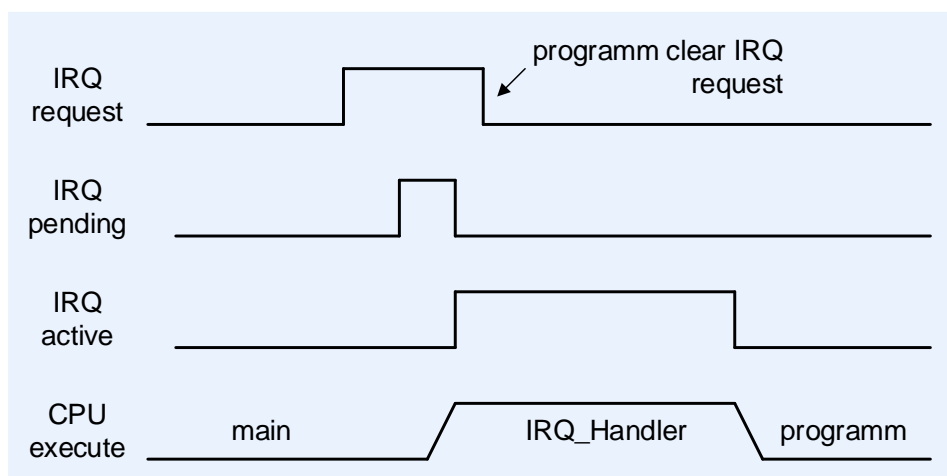 programm clear IRQ
request
IRQ
request
IRQ
pending
IRQ
active
CPU
execute
main
IRQ_Handler
programm